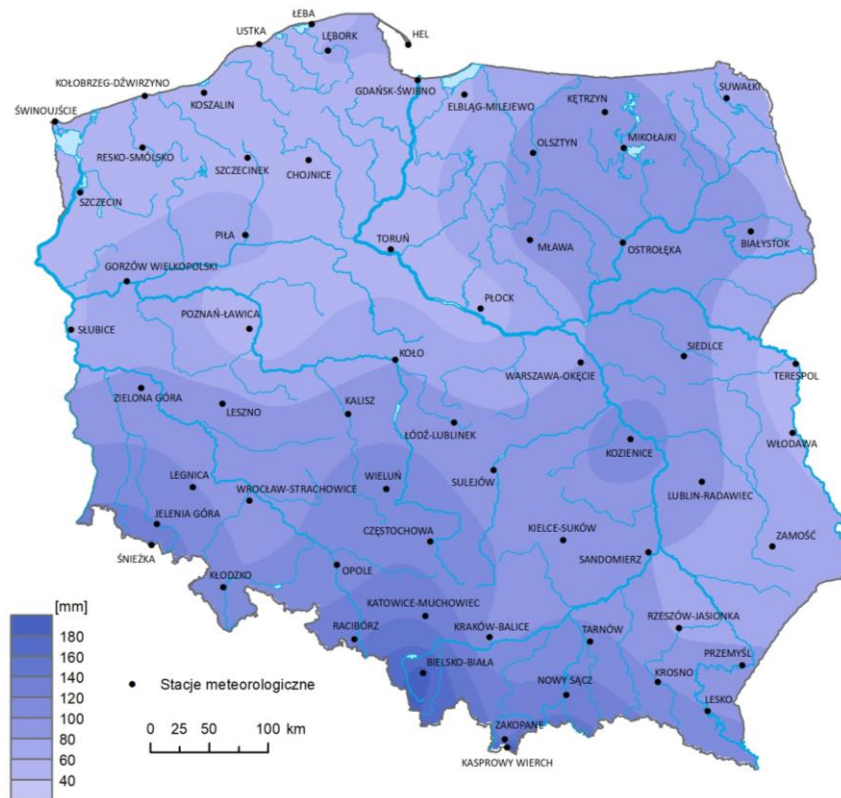 ŁEBA
USTKA
LĘBORK
HEL
KOŁOBRZEG-DŹWIRZYNO
KOSZALIN
GDAŃSK-ŚWIBNO
ELBLĄG-MILEJEWO
KĘTRZYN
SUWAŁKI
ŚWINOUJŚCIE
RESKO-SMÓLSKO
SZCZECINEK
CHOJNICE
OLSZTYN
MIKOŁAJKI
SZCZECIN
PIŁA
TORUŃ
MŁAWA
OSTROŁĘKA
BIAŁYSTOK
GORZÓW WIELKOPOLSKI
PŁOCK
SŁUBICE
POZNAŃ-ŁAWICA
KOŁO
WARSZAWA-OKĘCIE
SIEDLCE
TERESPOL
ZIELONA GÓRA
LESZNO
KALISZ
ŁÓDŹ-LUBLINEK
KOZIENICE
WŁODAWA
LEGNICA
WROCŁAW-STRACHOWICE
WIELUŃ
SULEJÓW
LUBLIN-RADAWIEC
JELENIA GÓRA
CZĘSTOCHOWA
KIELCE-SUKÓW
ZAMOŚĆ
ŚNIEŻKA
SANDOMIERZ
KŁODZKO
OPOLE
KATOWICE-MUCHOWIEC
RACIBÓRZ
KRAKÓW-BALICE
TARNÓW
RZESZÓW-JASIONKA
BIELSKO-BIAŁA
NOWY SĄCZ
KROSNO
PRZEMYŚL
LESKO
ZAKOPANE
KASPROWY WIERCH
[mm]
180
160
140
120
100
80
60
40
Stacje meteorologiczne
0 25 50 100 km